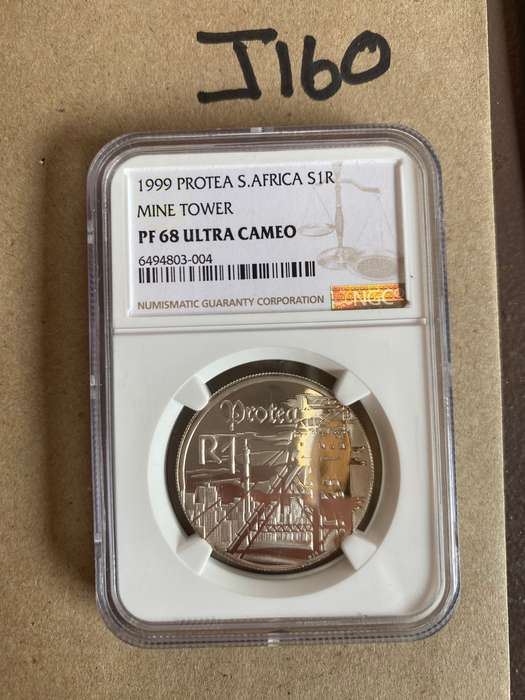 J160
1999 PROTEA S.AFRICA S1R
MINE TOWER
PF 68 ULTRA CAMEO
6494803-004
NUMISMATIC GUARANTY CORPORATION
NGC
Protea
R1